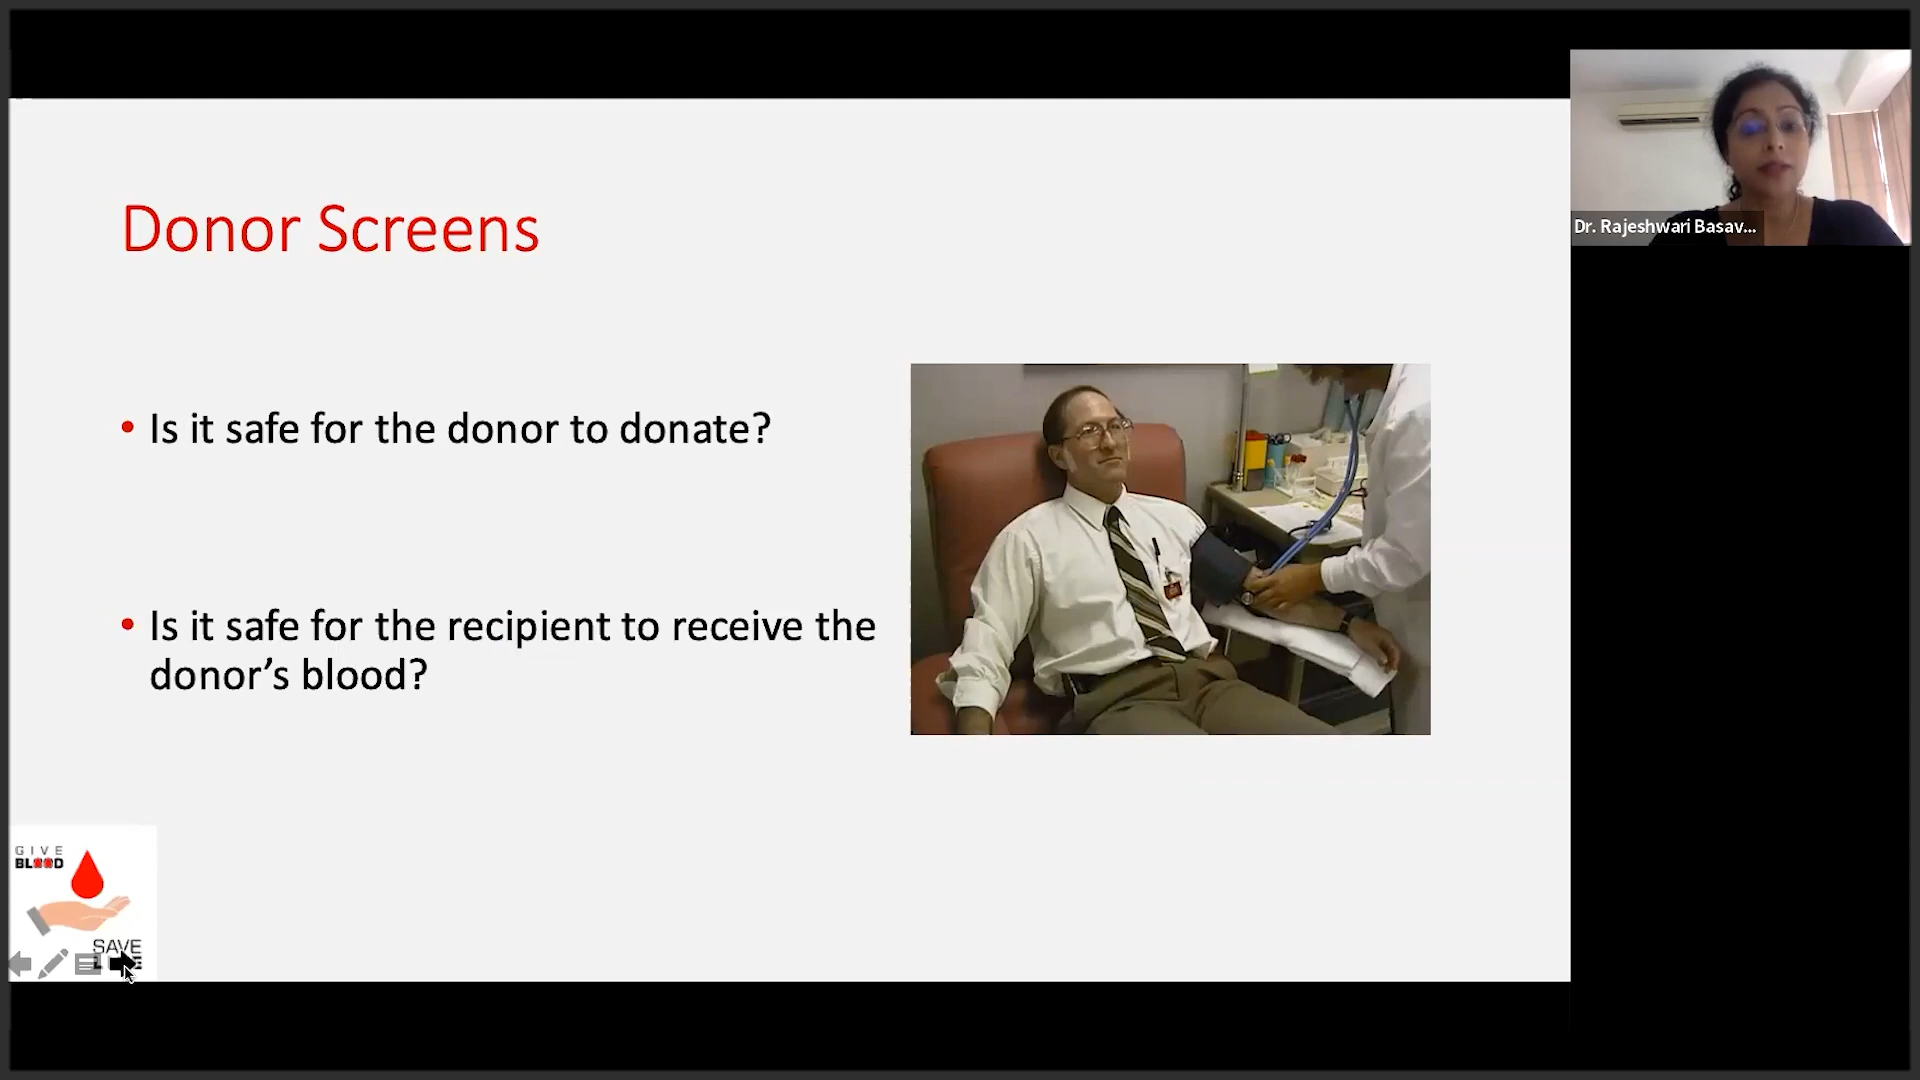 Donor Screens
• Is it safe for the donor to donate?
• Is it safe for the recipient to receive the
donor’s blood?
Dr. Rajeshwari Basav...
GIVE
BLOOD
SAVE